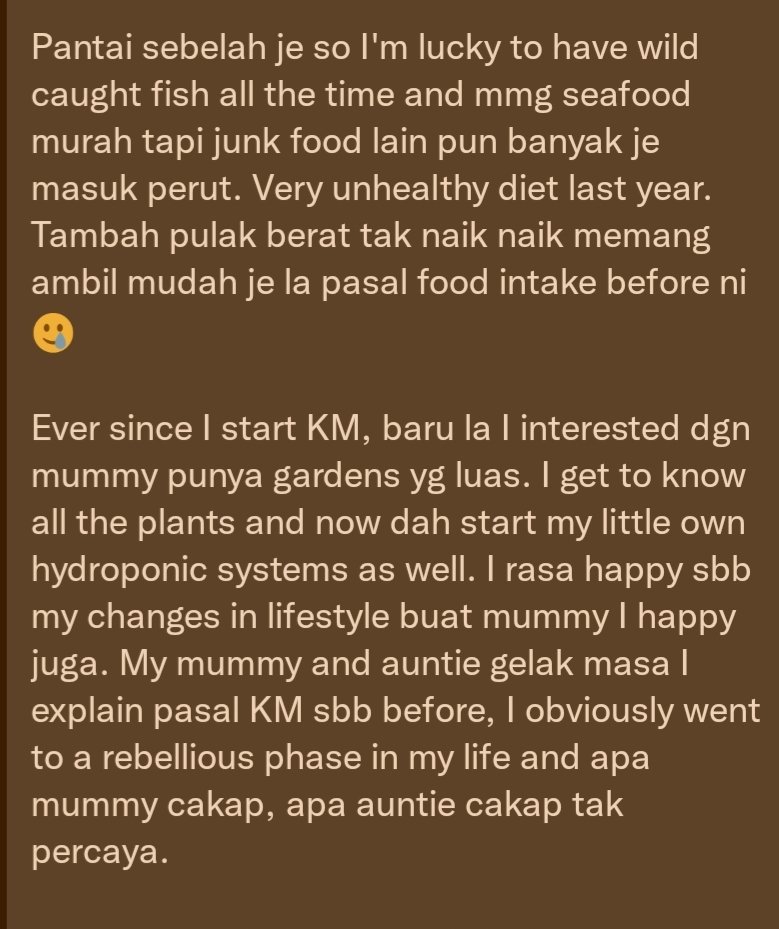 Pantai sebelah je so I'm lucky to have wild
caught fish all the time and mmg seafood
murah tapi junk food lain pun banyak je
masuk perut. Very unhealthy diet last year.
Tambah pulak berat tak naik naik memang
ambil mudah je la pasal food intake before ni
🥲
Ever since I start KM, baru la I interested dgn
mummy punya gardens yg luas. I get to know
all the plants and now dah start my little own
hydroponic systems as well. I rasa happy sbb
my changes in lifestyle buat mummy I happy
juga. My mummy and auntie gelak masa I
explain pasal KM sbb before, I obviously went
to a rebellious phase in my life and apa
mummy cakap, apa auntie cakap tak
percaya.